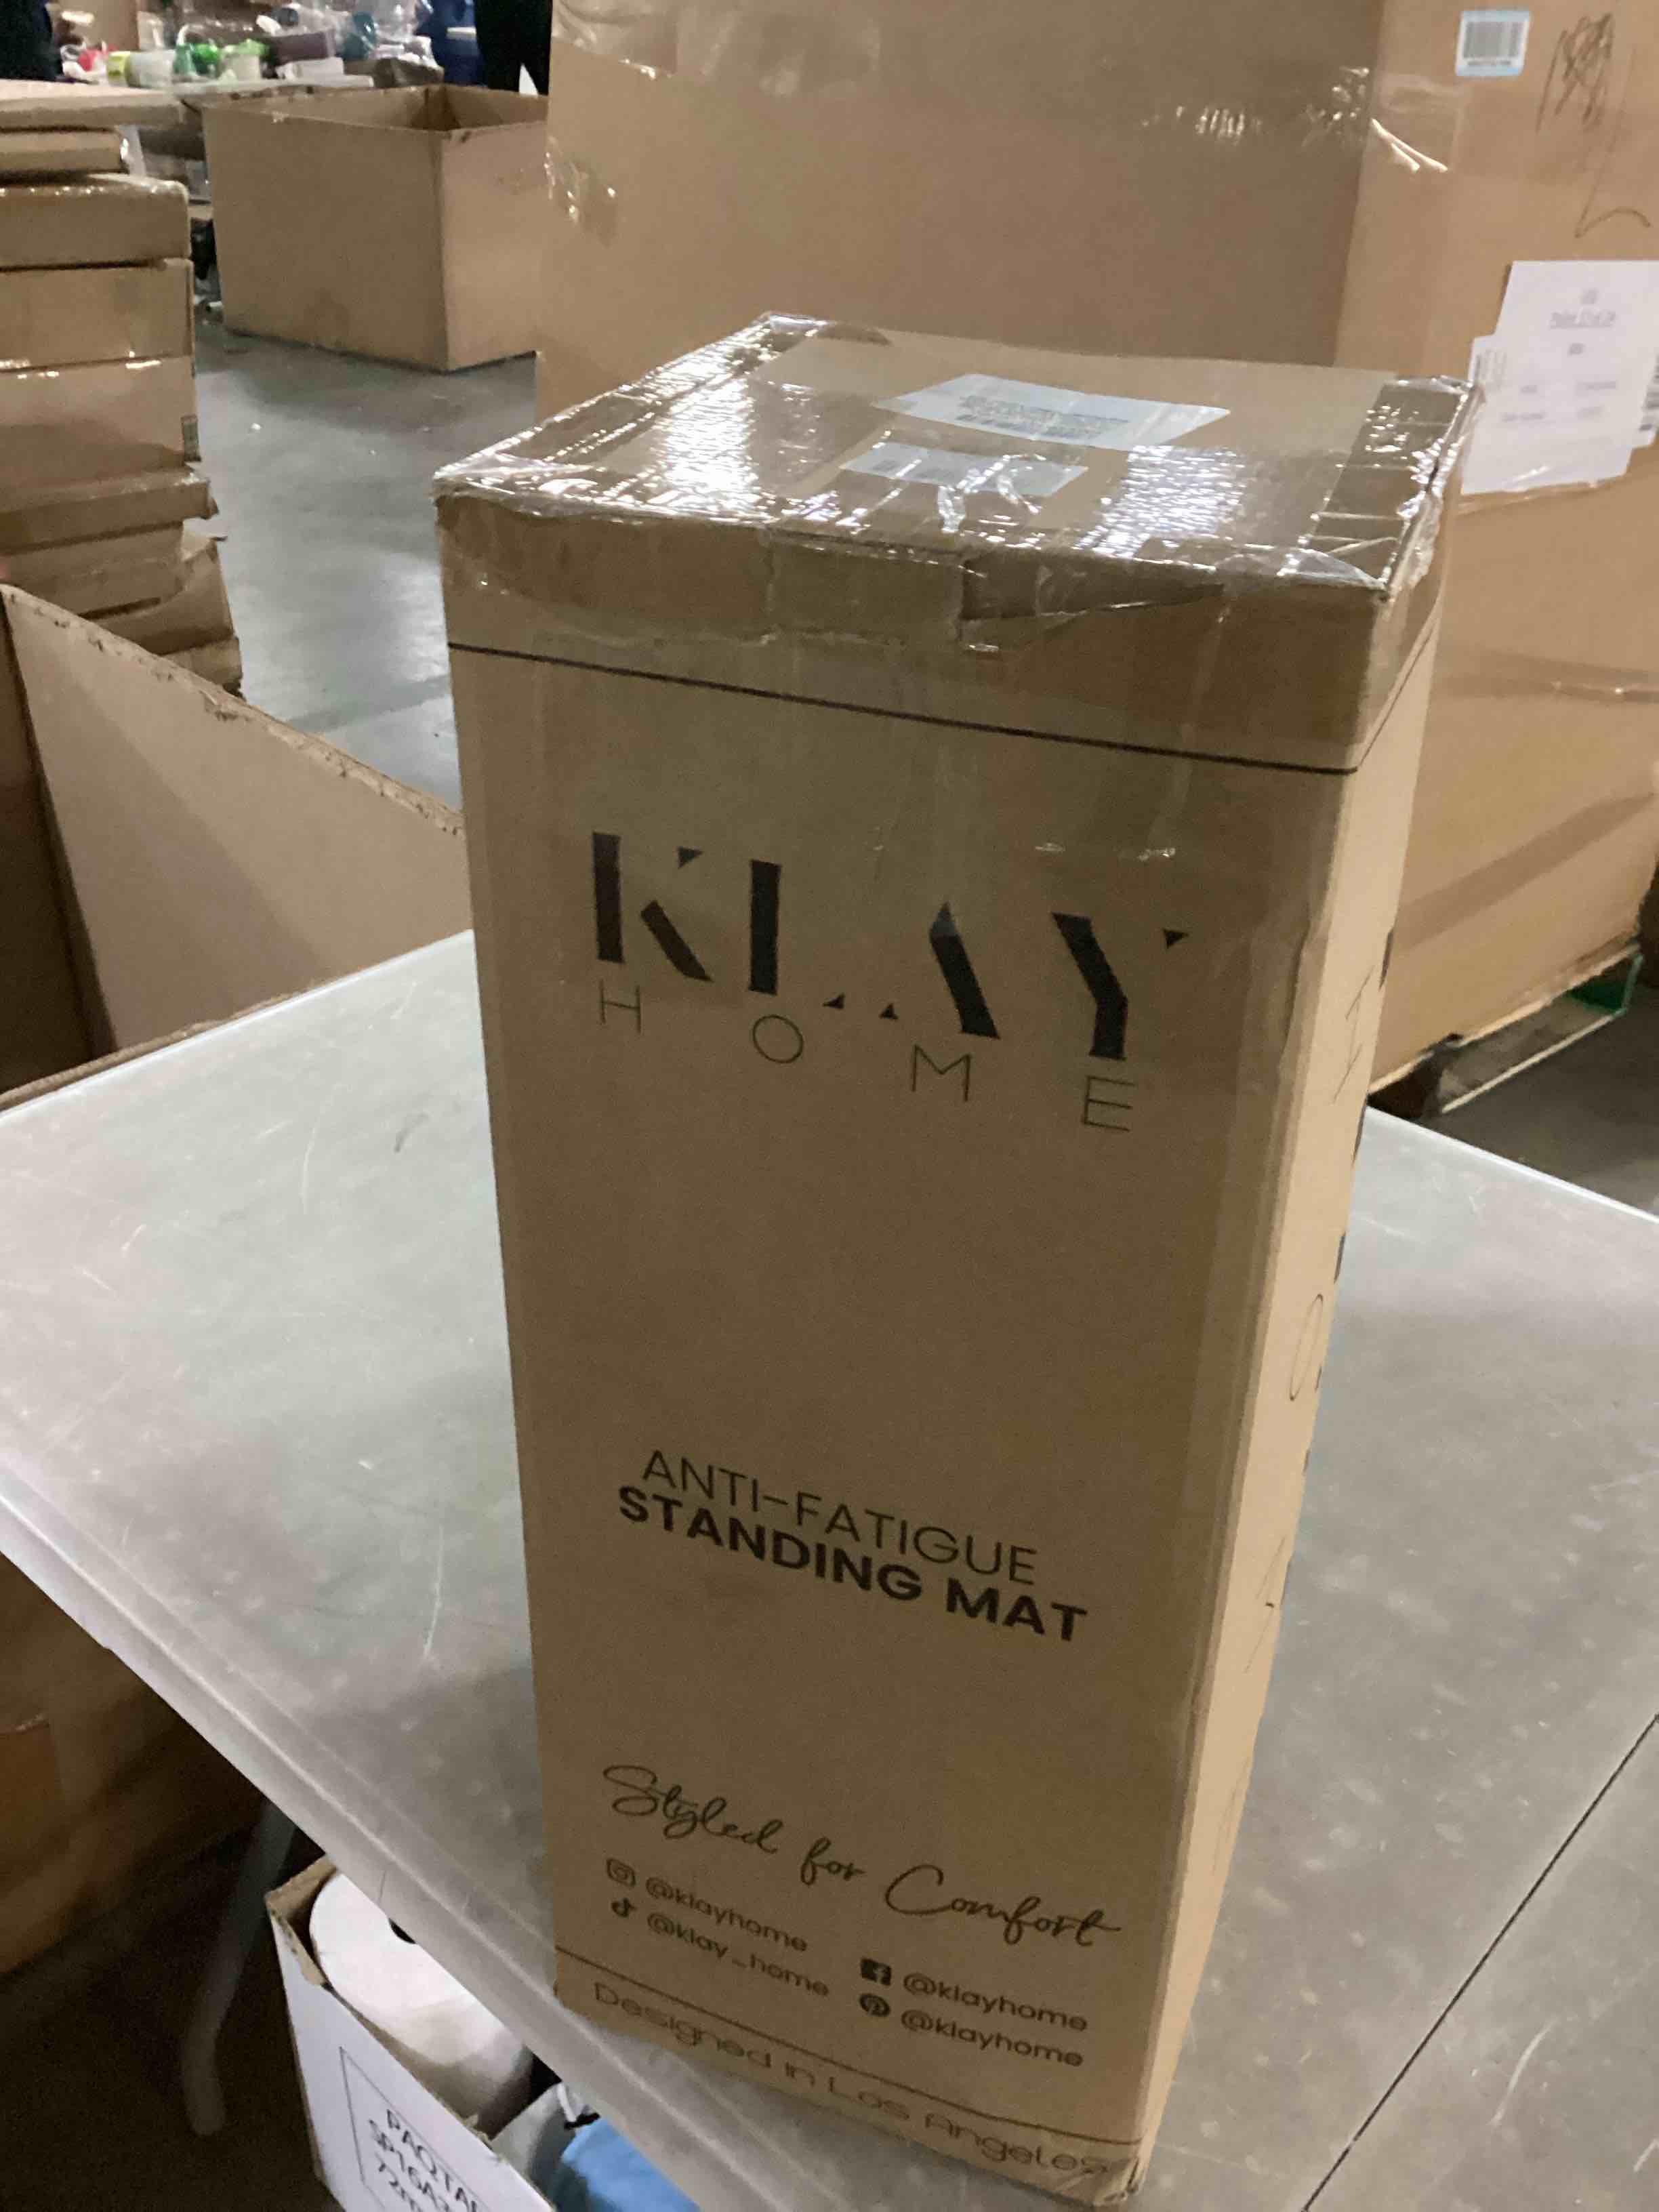 KLAY
HOME
ANTI-FATIGUE
STANDING MAT
Styled for Comfort
@klayhome
@klay_home
@klayhome
@klayhome
Designed in Los Angeles